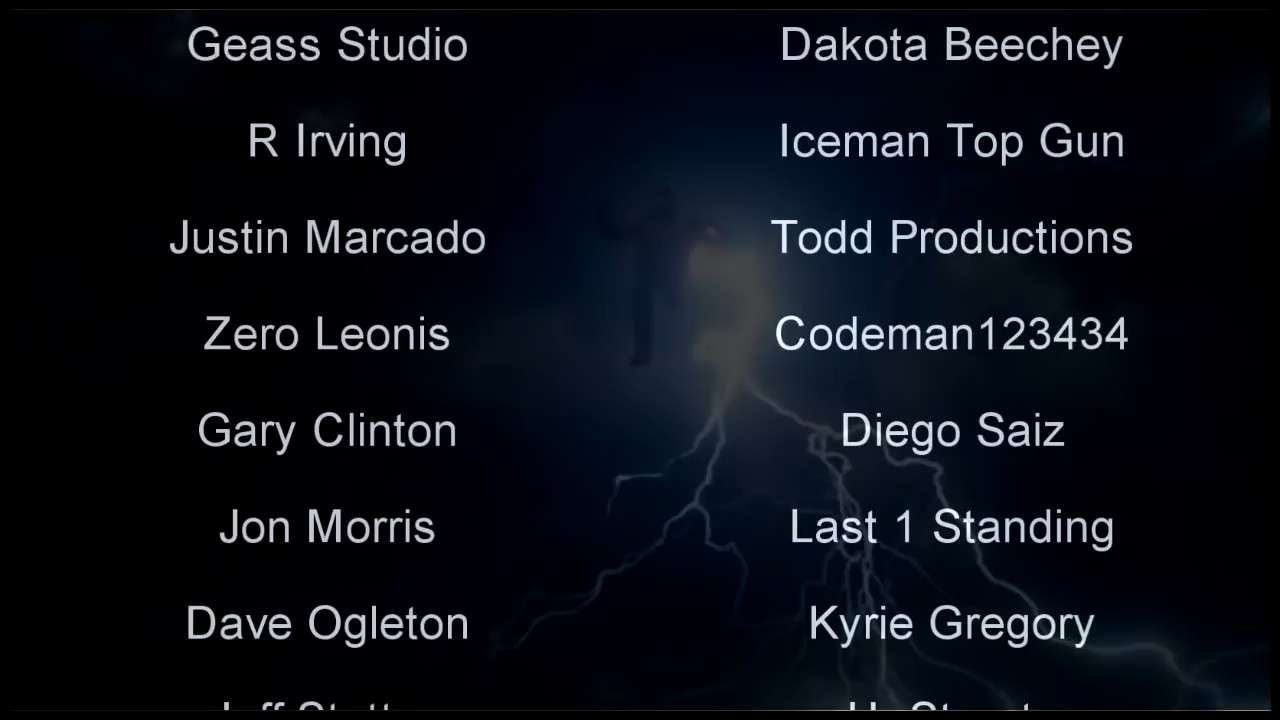 Geass Studio
Dakota Beechey
R Irving
Iceman Top Gun
Justin Marcado
Todd Productions
Zero Leonis
Codeman123434
Gary Clinton
Diego Saiz
Jon Morris
Last 1 Standing
Dave Ogleton
Kyrie Gregory
Jeff